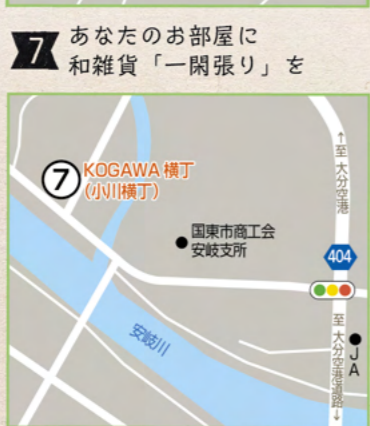 7
あなたのお部屋に
和雑貨「一閑張り」を
↑至 大分空港
7
KOGAWA 横丁
(小川横丁)
●国東市商工会
安岐支所
404
安岐川
至 大分空港道路↓
●JA